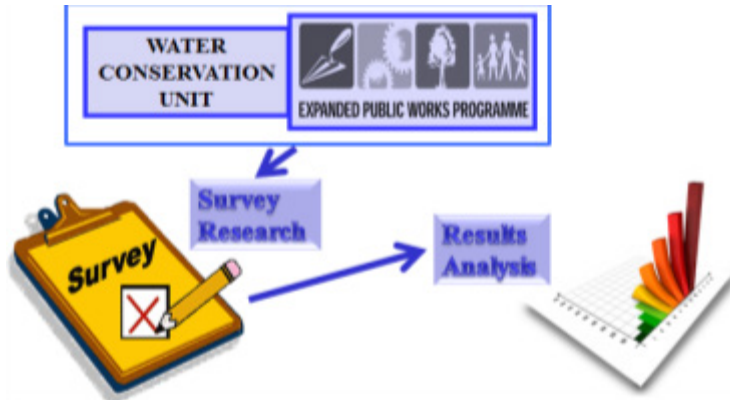 WATER
CONSERVATION
UNIT
EXPANDED PUBLIC WORKS PROGRAMME
Survey
Research
Survey
Results
Analysis